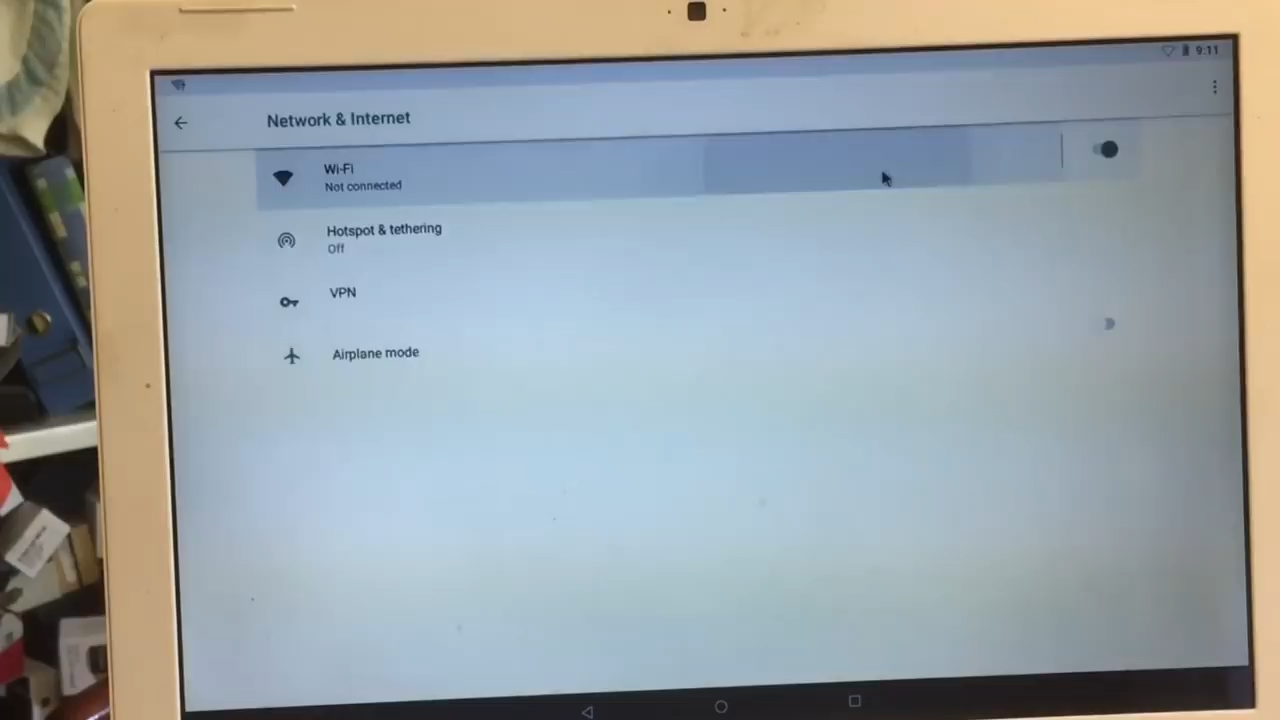 9:11
Network & Internet
Wi-Fi
Not connected
Hotspot & tethering
Off
VPN
Airplane mode